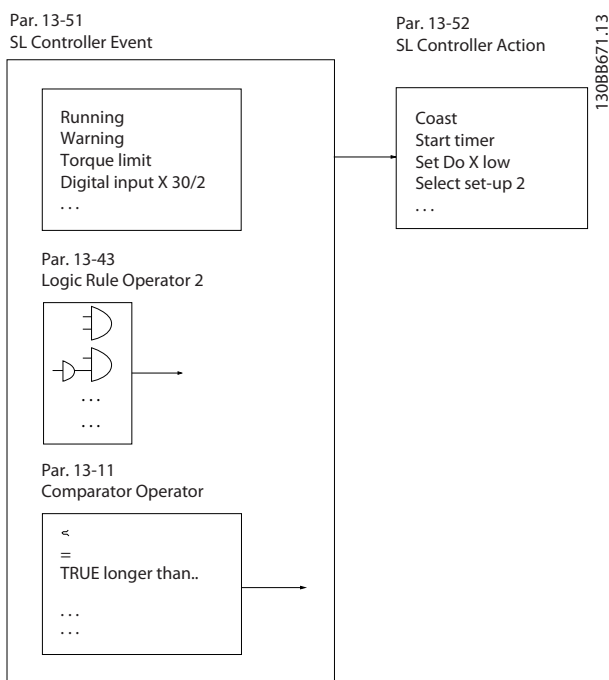 Par. 13-51
SL Controller Event
Par. 13-52
SL Controller Action
130BB671.13
Running
Warning
Torque limit
Digital input X 30/2
. . .
Coast
Start timer
Set Do X low
Select set-up 2
. . .
Par. 13-43
Logic Rule Operator 2
. . .
. . .
Par. 13-11
Comparator Operator
<
=
TRUE longer than..
. . .
. . .